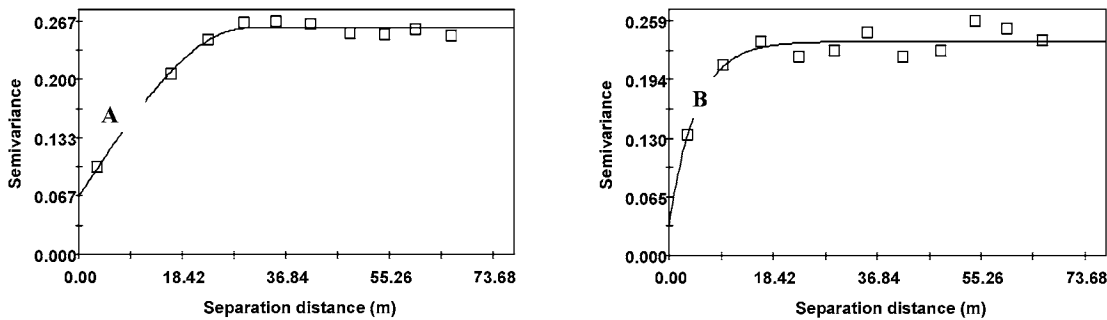 0.267
0.200
0.133
0.067
0.000
Semivariance
A
0.00 18.42 36.84 55.26 73.68
Separation distance (m)
0.259
0.194
0.130
0.065
0.000
Semivariance
B
0.00 18.42 36.84 55.26 73.68
Separation distance (m)